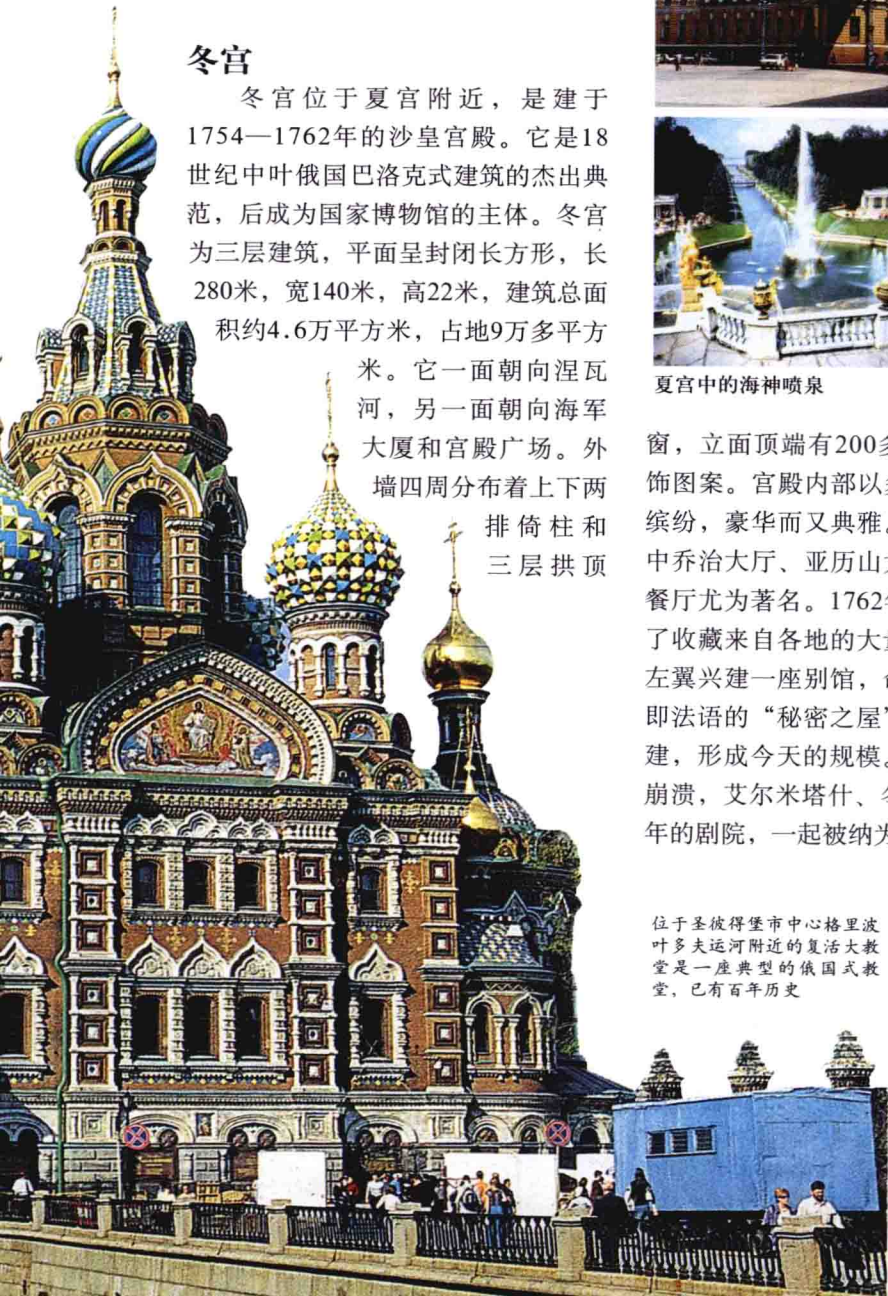 冬宫
冬宫位于夏宫附近，是建于
1754—1762年的沙皇宫殿。它是18
世纪中叶俄国巴洛克式建筑的杰出典
范，后成为国家博物馆的主体。冬宫
为三层建筑，平面呈封闭长方形，长
280米，宽140米，高22米，建筑总面
积约4.6万平方米，占地9万多平方
米。它一面朝向涅瓦
河，另一面朝向海军
大厦和宫殿广场。外
墙四周分布着上下两
排倚柱和
三层拱顶
夏宫中的海神喷泉
窗，立面顶端有200
饰图案。宫殿内部以
缤纷，豪华而又典雅
中乔治大厅、亚历山
餐厅尤为著名。1762
了收藏来自各地的大
左翼兴建一座别馆，
即法语的“秘密之屋”
建，形成今天的规模。
崩溃，艾尔米塔什、
年的剧院，一起被纳
位于圣彼得堡市中心格里波
叶多夫运河附近的复活大教
堂是一座典型的俄国式教
堂，已有百年历史